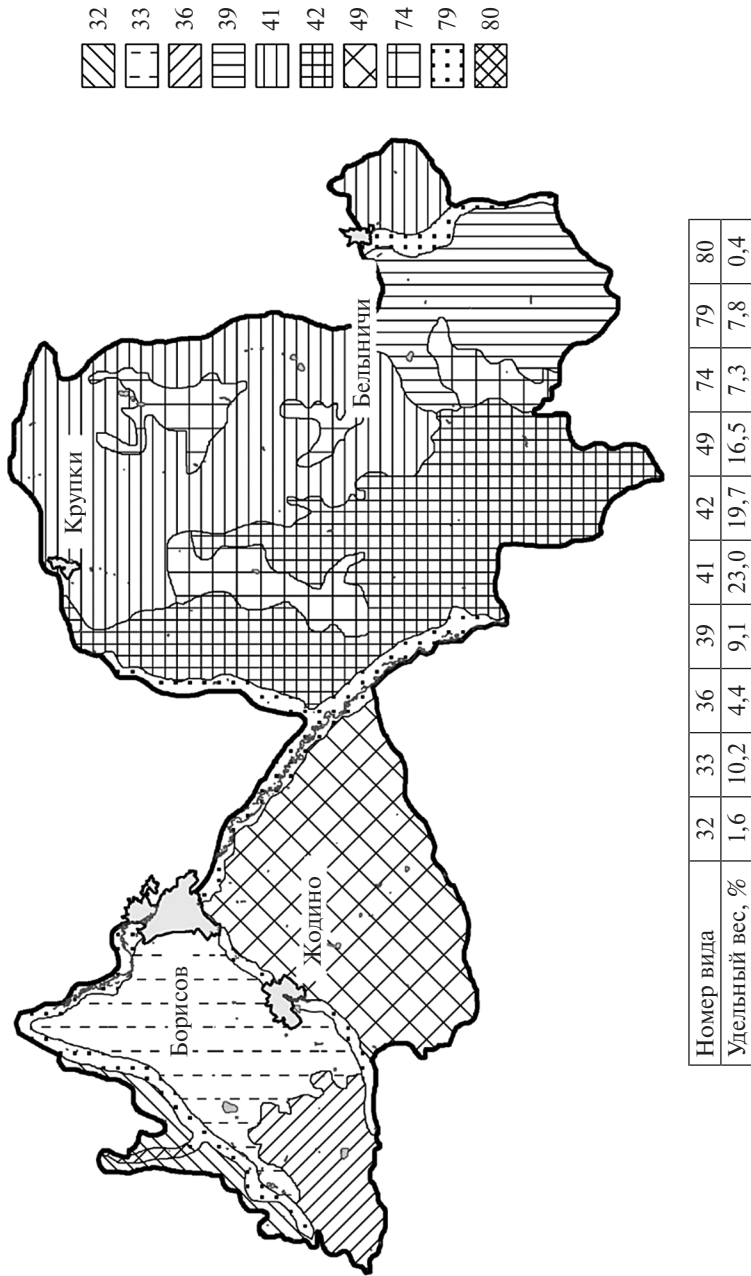 32
33
36
39
41
42
49
74
79
80
Крупки
Белыничи
Борисов
Жодино
Номер вида 32 33 36 39 41 42 49 74 79 80
Удельный вес, % 1,6 10,2 4,4 9,1 23,0 19,7 16,5 7,3 7,8 0,4